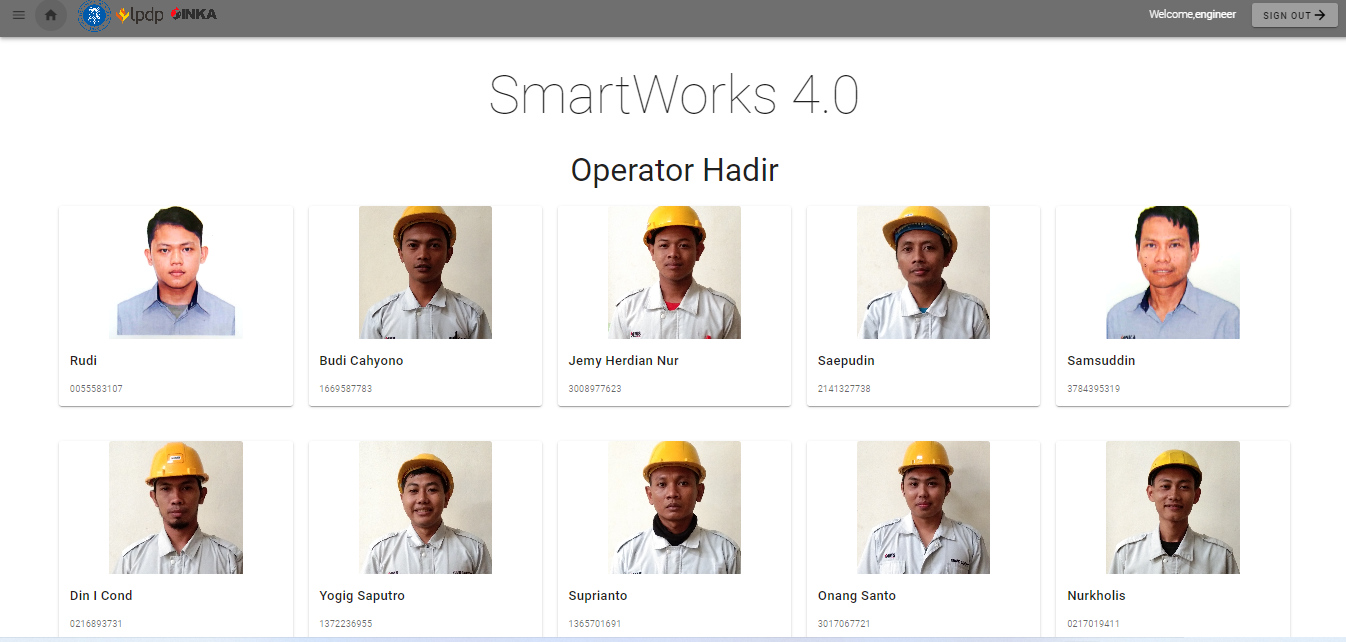 lpdp INKA Welcome,engineer SIGN OUT
SmartWorks 4.0
Operator Hadir
Rudi
0055583107
Budi Cahyono
1669587783
Jemy Herdian Nur
3008977623
Saepudin
2141327738
Samsuddin
3784395319
Din I Cond
0216893731
Yogig Saputro
1372236955
Suprianto
1365701691
Onang Santo
3017067721
Nurkholis
0217019411